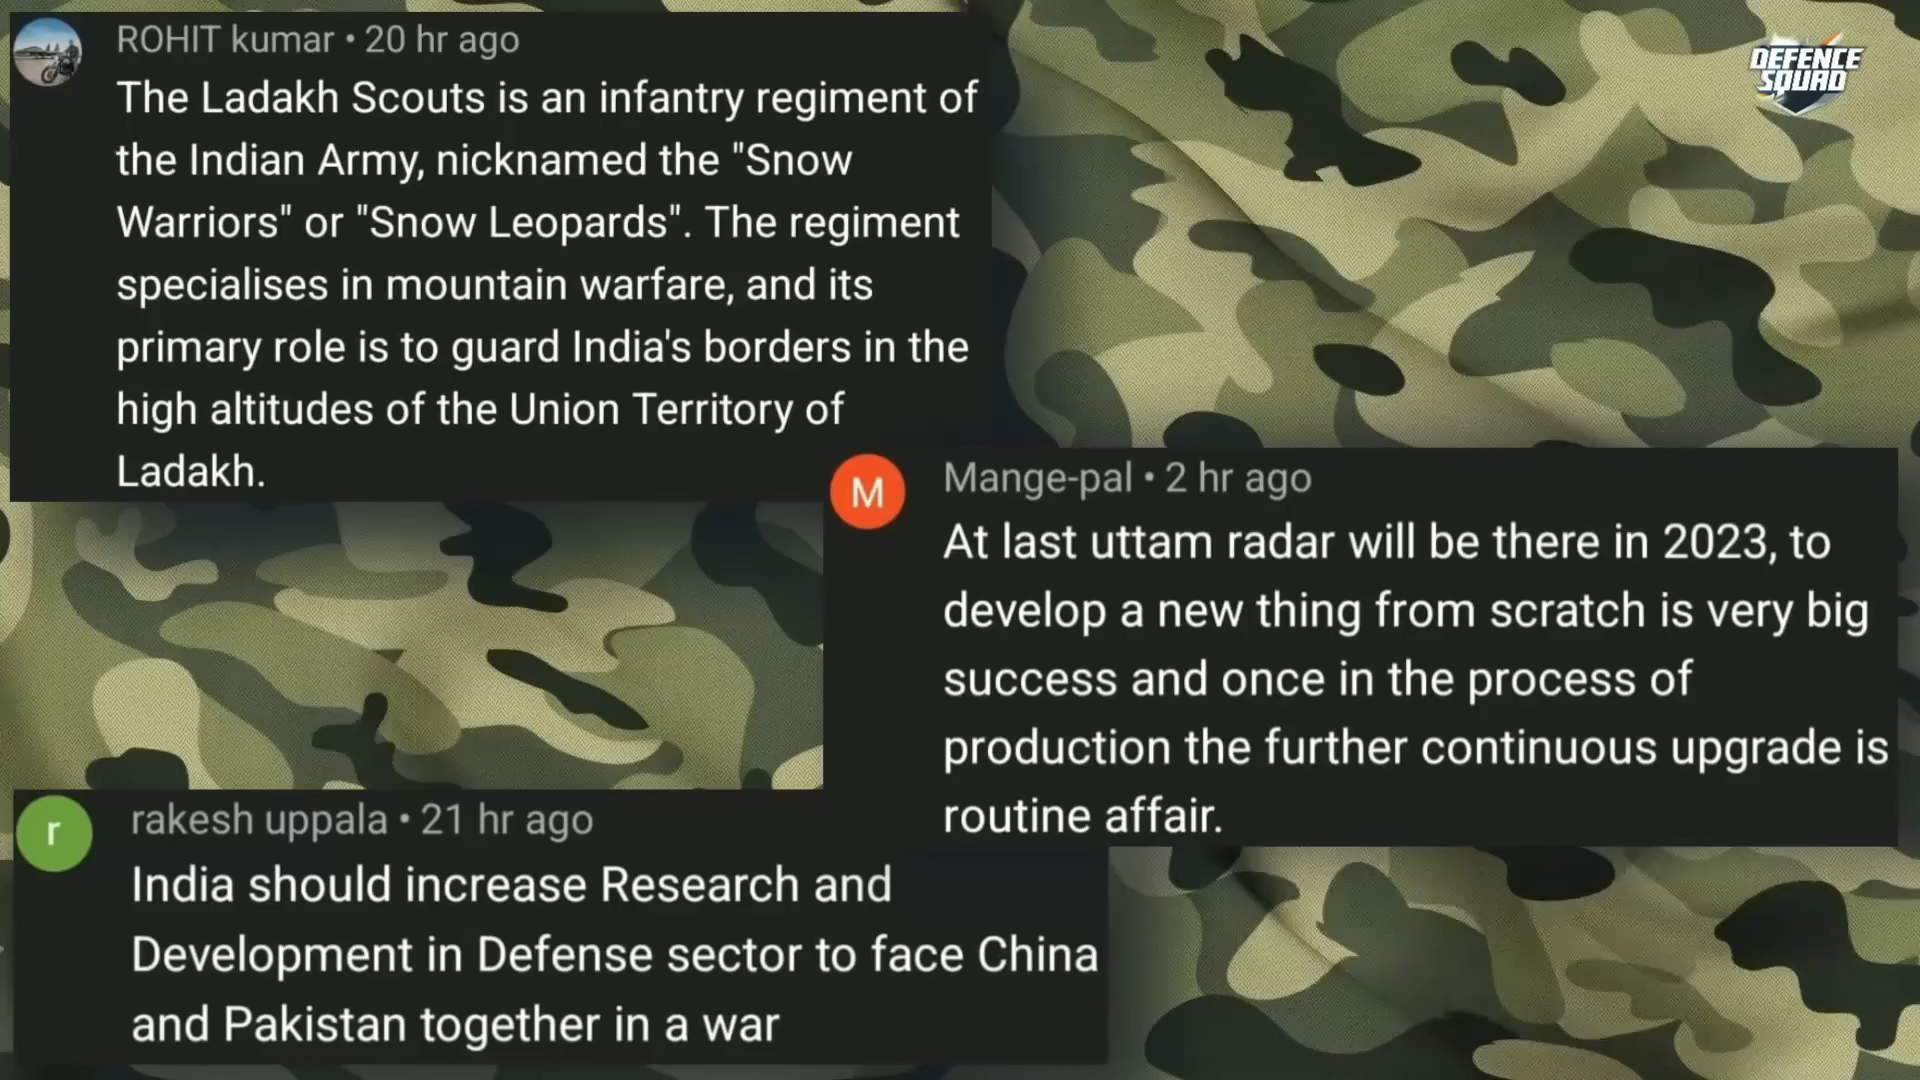 ROHIT kumar • 20 hr ago
The Ladakh Scouts is an infantry regiment of
the Indian Army, nicknamed the "Snow
Warriors" or "Snow Leopards". The regiment
specialises in mountain warfare, and its
primary role is to guard India's borders in the
high altitudes of the Union Territory of
Ladakh.
DEFENCE
SQUAD
M
Mange-pal • 2 hr ago
At last uttam radar will be there in 2023, to
develop a new thing from scratch is very big
success and once in the process of
production the further continuous upgrade is
routine affair.
r
rakesh uppala • 21 hr ago
India should increase Research and
Development in Defense sector to face China
and Pakistan together in a war